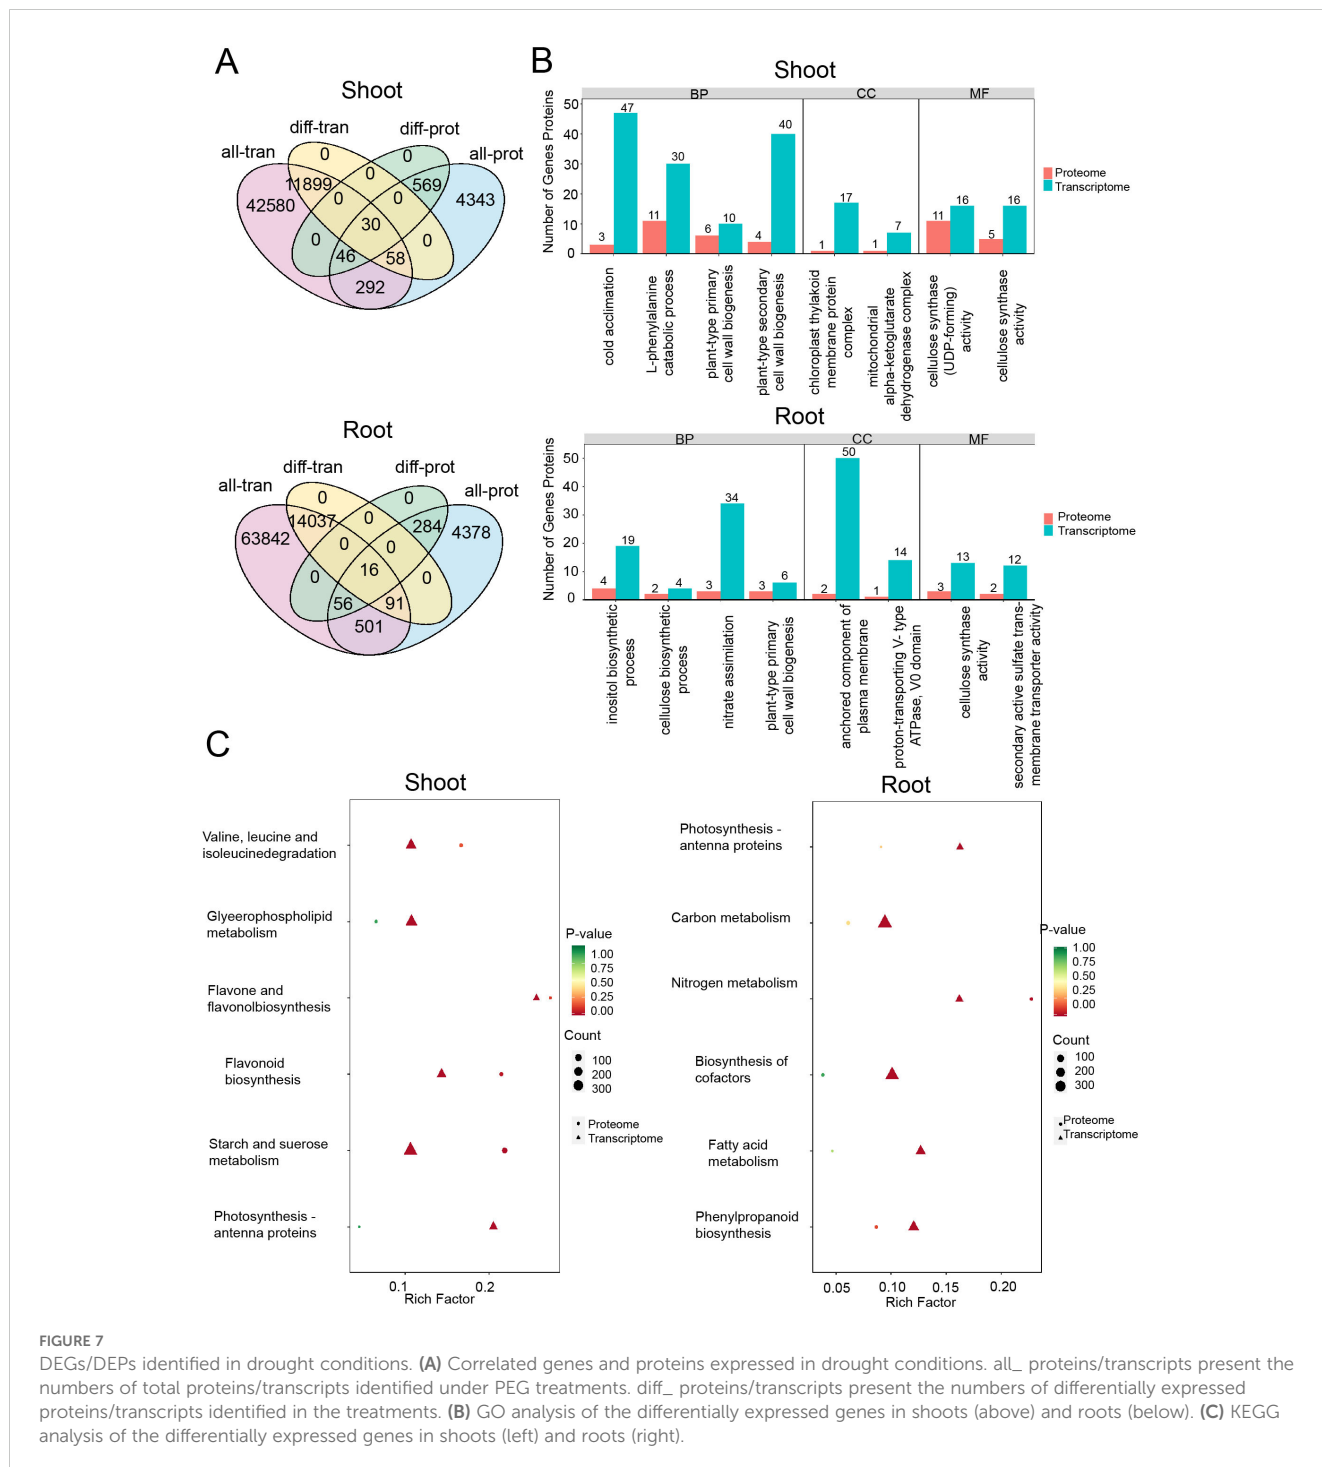 A
Shoot
diff-tran
diff-prot
all-tran
all-prot
0
0
0
11899
569
42580
4343
0
0
30
0
0
46
58
292
B
Shoot
BP
CC
MF
Number of Genes Proteins
50
40
30
20
10
0
3
47
11
30
6
10
4
40
1
17
1
7
11
16
5
16
cold acclimation
L-phenylalanine
catabolic process
plant-type primary
cell wall biogenesis
plant-type secondary
cell wall biogenesis
chloroplast thylakoid
membrane protein
complex
mitochondrial
alpha-ketoglutarate
dehydrogenase complex
cellulose synthase
(UDP-forming)
activity
cellulose synthase
activity
Proteome
Transcriptome
Root
diff-tran
diff-prot
all-tran
all-prot
0
0
0
14037
284
63842
4378
0
0
16
0
0
56
91
501
Root
BP
CC
MF
Number of Genes Proteins
50
40
30
20
10
0
4
19
2
4
3
34
3
6
2
50
1
14
3
13
2
12
inositol biosynthetic
process
cellulose biosynthetic
process
nitrate assimilation
plant-type primary
cell wall biogenesis
anchored component of
plasma membrane
proton-transporting V- type
ATPase, V0 domain
cellulose synthase
activity
secondary active sulfate trans-
membrane transporter activity
Proteome
Transcriptome
C
Shoot
Valine, leucine and
isoleucinedegradation
Glyeerophospholipid
metabolism
Flavone and
flavonolbiosynthesis
Flavonoid
biosynthesis
Starch and suerose
metabolism
Photosynthesis -
antenna proteins
0.1
0.2
Rich Factor
P-value
1.00
0.75
0.50
0.25
0.00
Count
100
200
300
Proteome
Transcriptome
Root
Photosynthesis -
antenna proteins
Carbon metabolism
Nitrogen metabolism
Biosynthesis of
cofactors
Fatty acid
metabolism
Phenylpropanoid
biosynthesis
0.05
0.10
0.15
0.20
Rich Factor
P-value
1.00
0.75
0.50
0.25
0.00
Count
100
200
300
Proteome
Transcriptome
FIGURE 7
DEGs/DEPs identified in drought conditions. (A) Correlated genes and proteins expressed in drought conditions. all_ proteins/transcripts present the
numbers of total proteins/transcripts identified under PEG treatments. diff_ proteins/transcripts present the numbers of differentially expressed
proteins/transcripts identified in the treatments. (B) GO analysis of the differentially expressed genes in shoots (above) and roots (below). (C) KEGG
analysis of the differentially expressed genes in shoots (left) and roots (right).